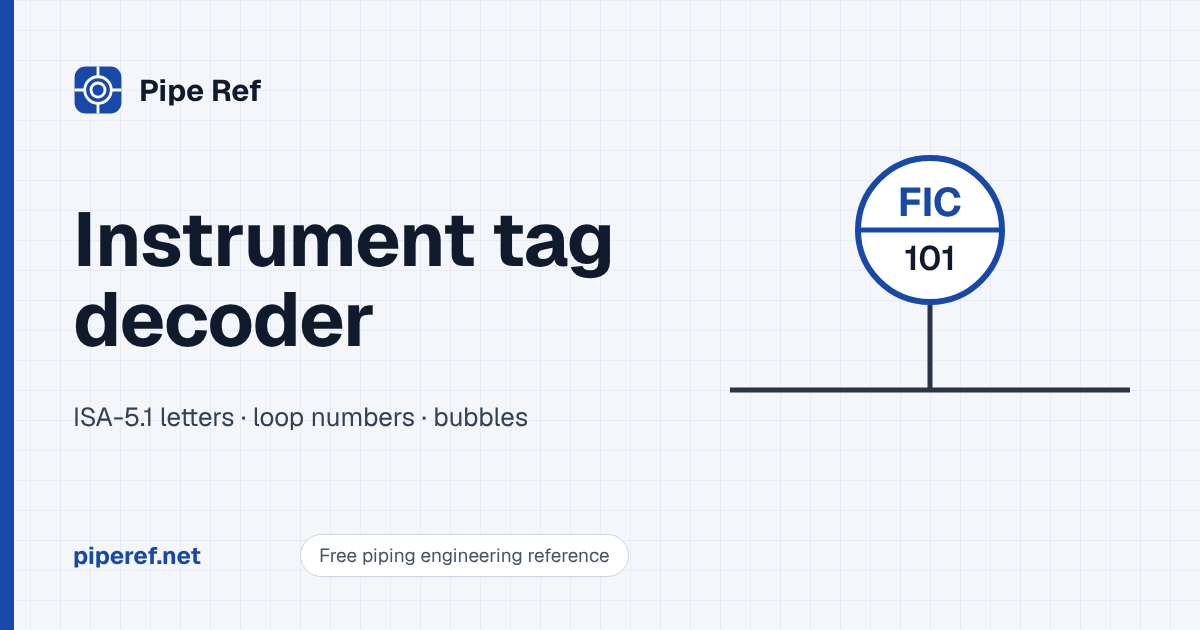 Pipe Ref
Instrument tag
decoder
ISA-5.1 letters · loop numbers · bubbles
piperef.net
Free piping engineering reference
FIC
101